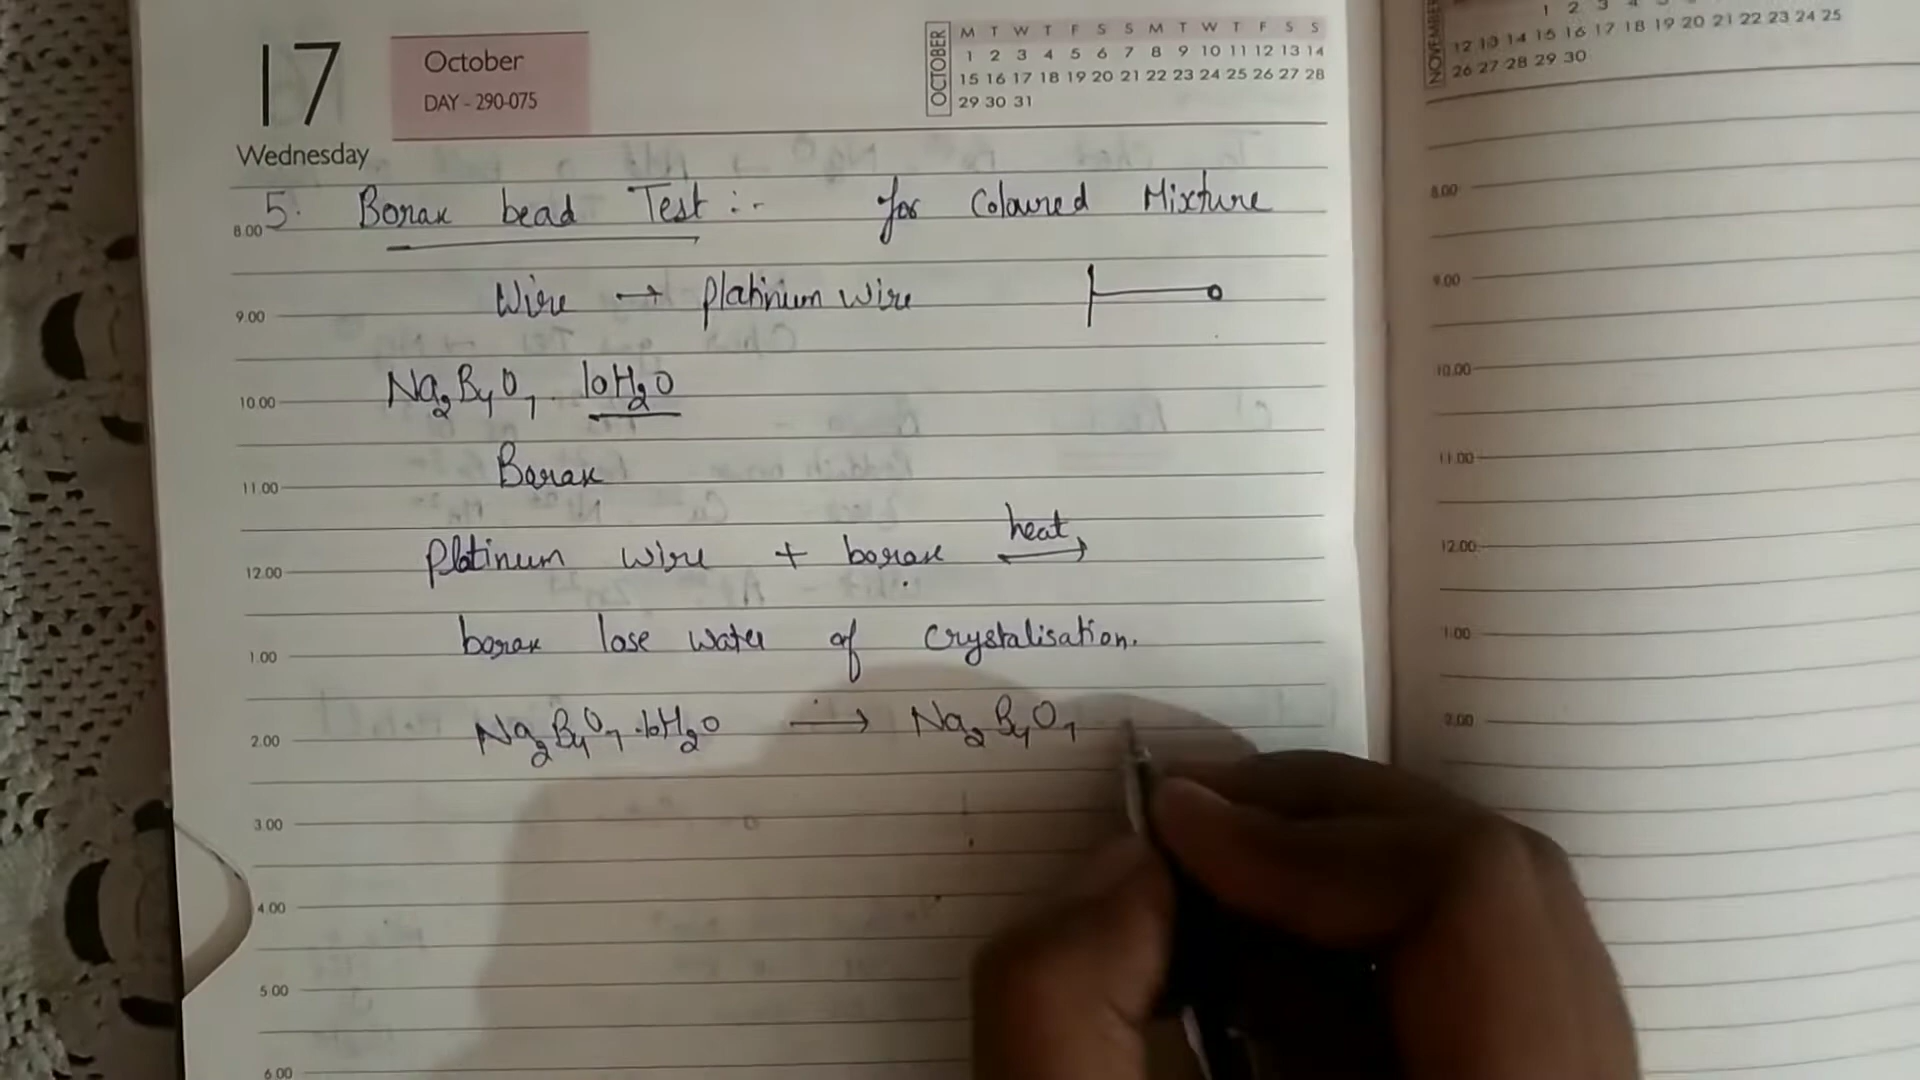 17
October
DAY - 290-075
Wednesday
OCTOBER
M T W T F S S M T W T F S S
1 2 3 4 5 6 7 8 9 10 11 12 13 14
15 16 17 18 19 20 21 22 23 24 25 26 27 28
29 30 31
5. Borax bead Test :- for Coloured Mixture
8.00
Wire → Platinium wire
9.00
Na2B4O7 . 10H2O
10.00
Borax
11.00
heat
Platinum wire + borax →
12.00
borax lose water of Crystalisation.
1.00
Na2B4O7 .10H2O → Na2B4O7
2.00
3.00
4.00
5.00
6.00
NOVEMBER
1 2 3
12 13 14 15 16 17 18 19 20 21 22 23 24 25
26 27 28 29 30
8.00
9.00
10.00
11.00
12.00
1.00
2.00